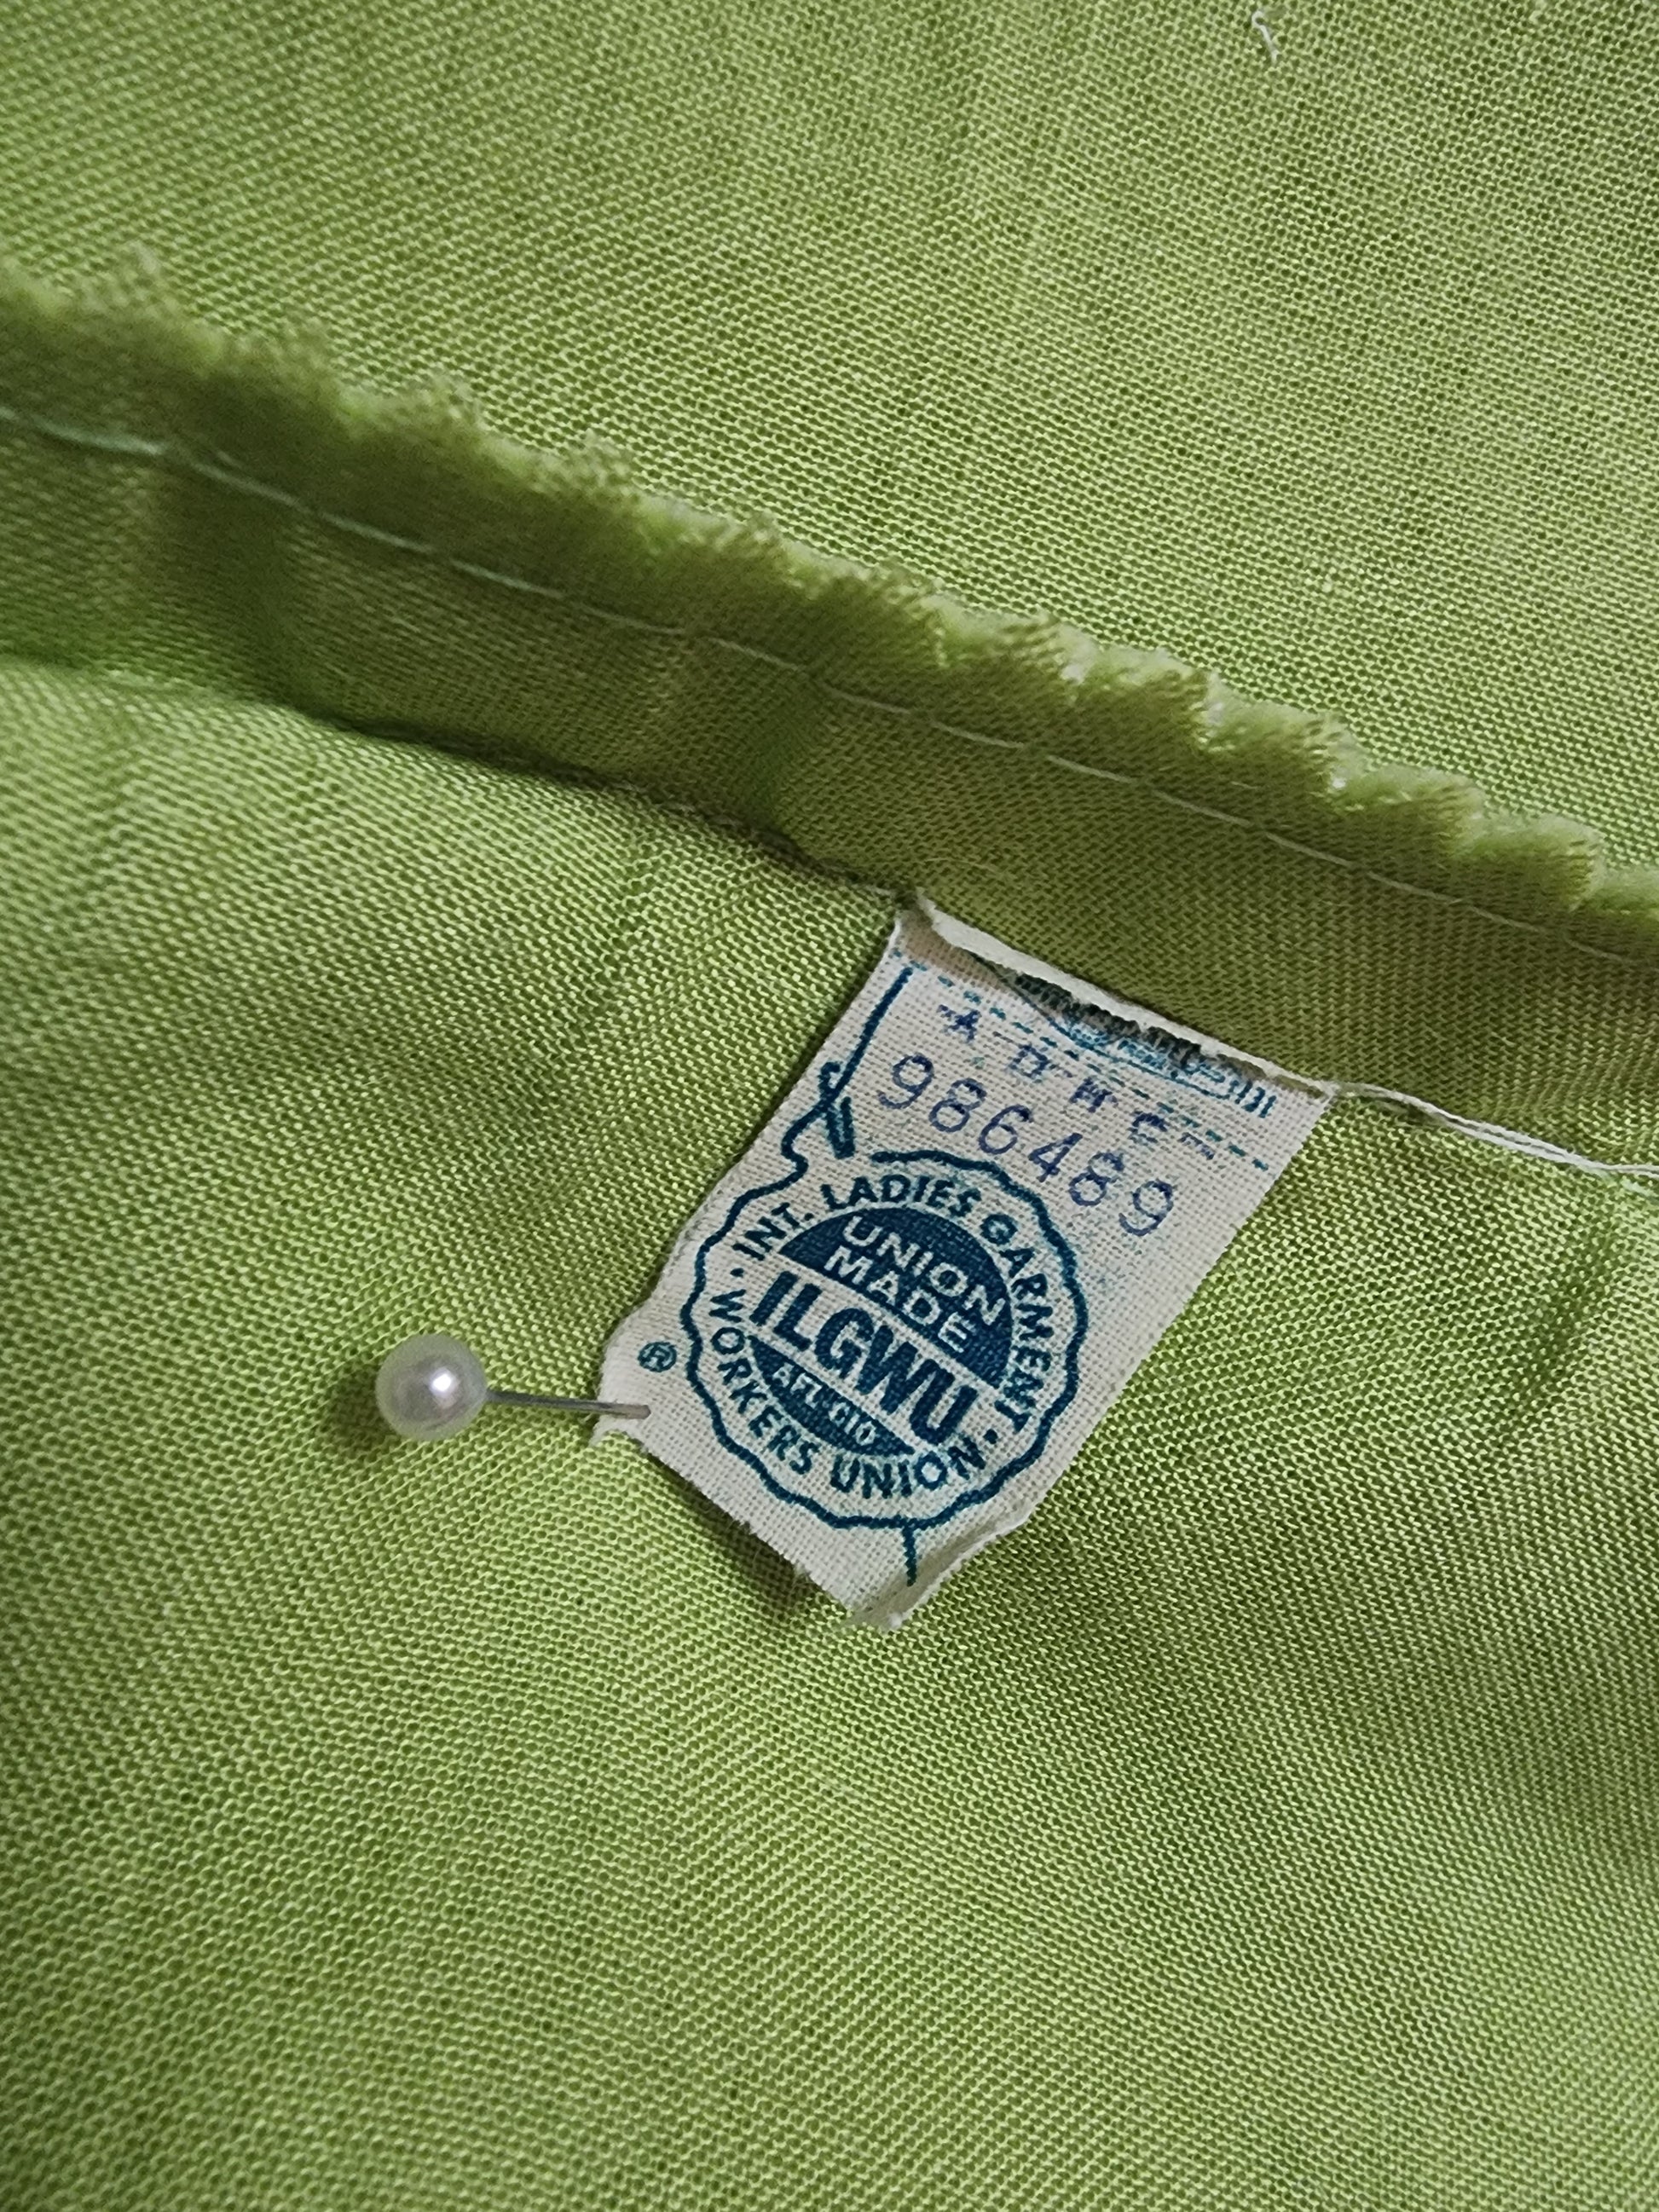 986489
INT. LADIES GARMENT
UNION
MADE
ILGWU
AFL CIO
WORKERS UNION
®